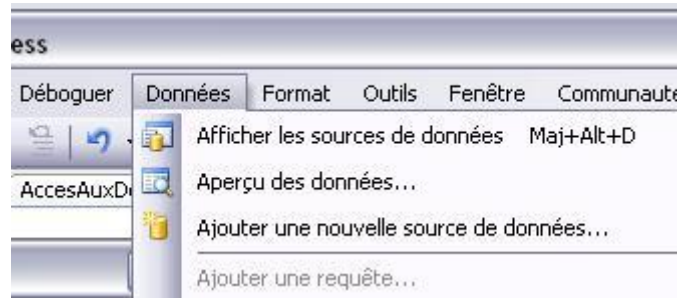 ess
Déboguer Données Format Outils Fenêtre Communauté
Afficher les sources de données Maj+Alt+D
AccesAuxD
Aperçu des données...
Ajouter une nouvelle source de données...
Ajouter une requête...